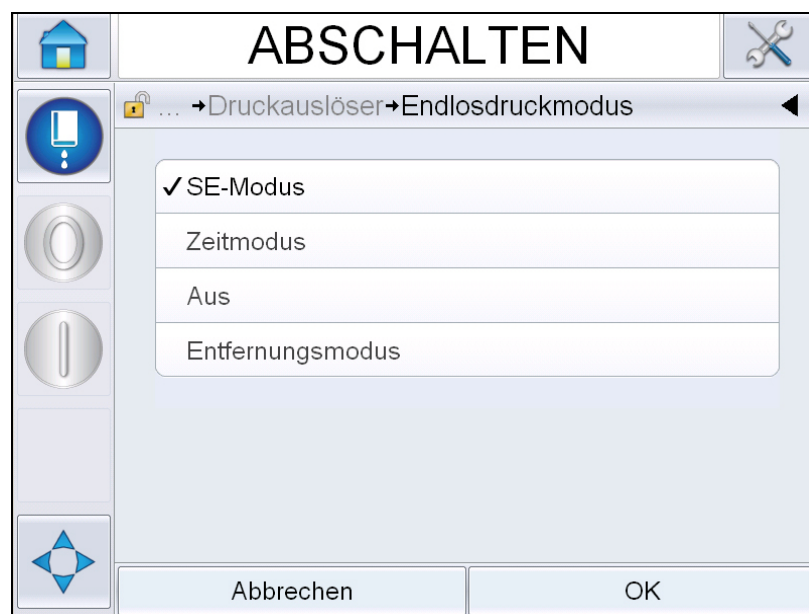 ABSCHALTEN
... →Druckauslöser→Endlosdruckmodus
✓SE-Modus
Zeitmodus
Aus
Entfernungsmodus
Abbrechen
OK